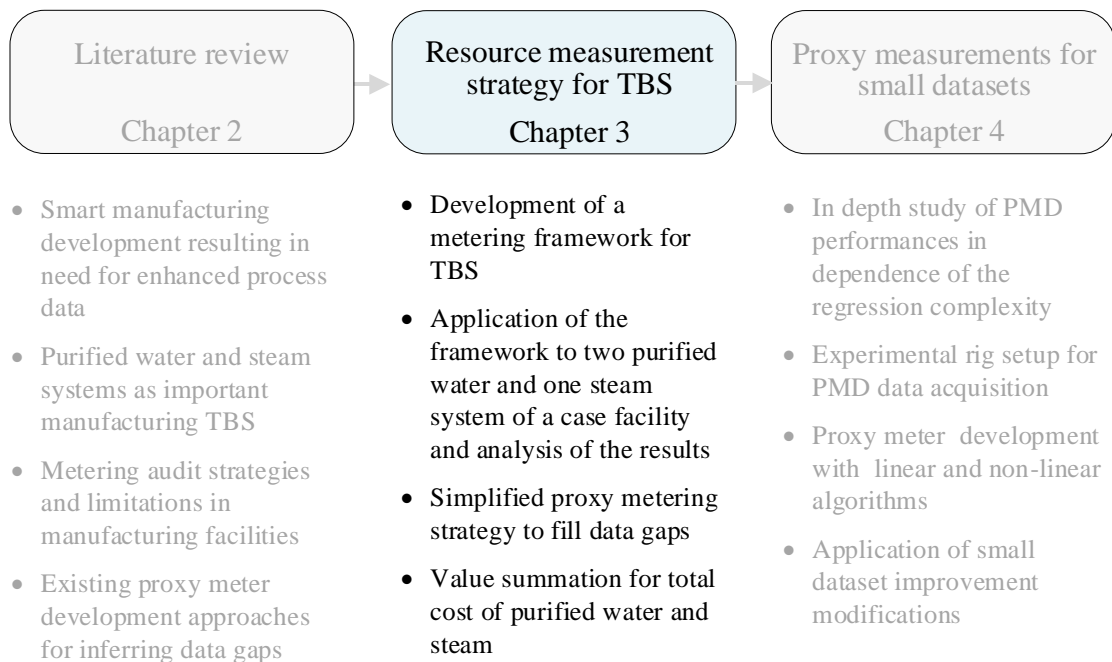 Literature review
Chapter 2
Resource measurement
strategy for TBS
Chapter 3
Proxy measurements for
small datasets
Chapter 4
• Smart manufacturing
development resulting in
need for enhanced process
data
• Purified water and steam
systems as important
manufacturing TBS
• Metering audit strategies
and limitations in
manufacturing facilities
• Existing proxy meter
development approaches
for inferring data gaps
• Development of a
metering framework for
TBS
• Application of the
framework to two purified
water and one steam
system of a case facility
and analysis of the results
• Simplified proxy metering
strategy to fill data gaps
• Value summation for total
cost of purified water and
steam
• In depth study of PMD
performances in
dependence of the
regression complexity
• Experimental rig setup for
PMD data acquisition
• Proxy meter development
with linear and non-linear
algorithms
• Application of small
dataset improvement
modifications